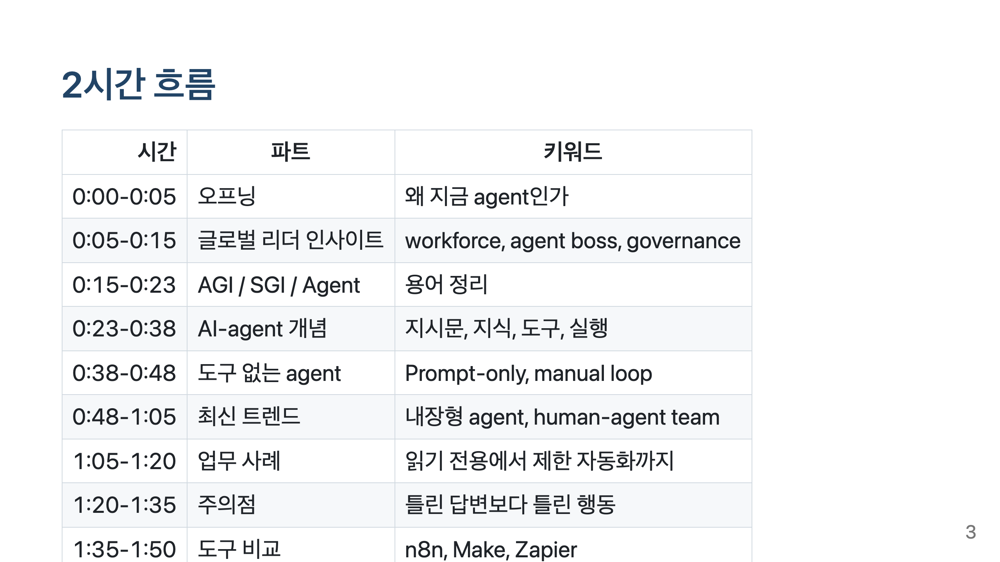 2시간 흐름
시간 파트 키워드
0:00-0:05 오프닝 왜 지금 agent인가
0:05-0:15 글로벌 리더 인사이트 workforce, agent boss, governance
0:15-0:23 AGI / SGI / Agent 용어 정리
0:23-0:38 AI-agent 개념 지시문, 지식, 도구, 실행
0:38-0:48 도구 없는 agent Prompt-only, manual loop
0:48-1:05 최신 트렌드 내장형 agent, human-agent team
1:05-1:20 업무 사례 읽기 전용에서 제한 자동화까지
1:20-1:35 주의점 틀린 답변보다 틀린 행동
1:35-1:50 도구 비교 n8n, Make, Zapier
3